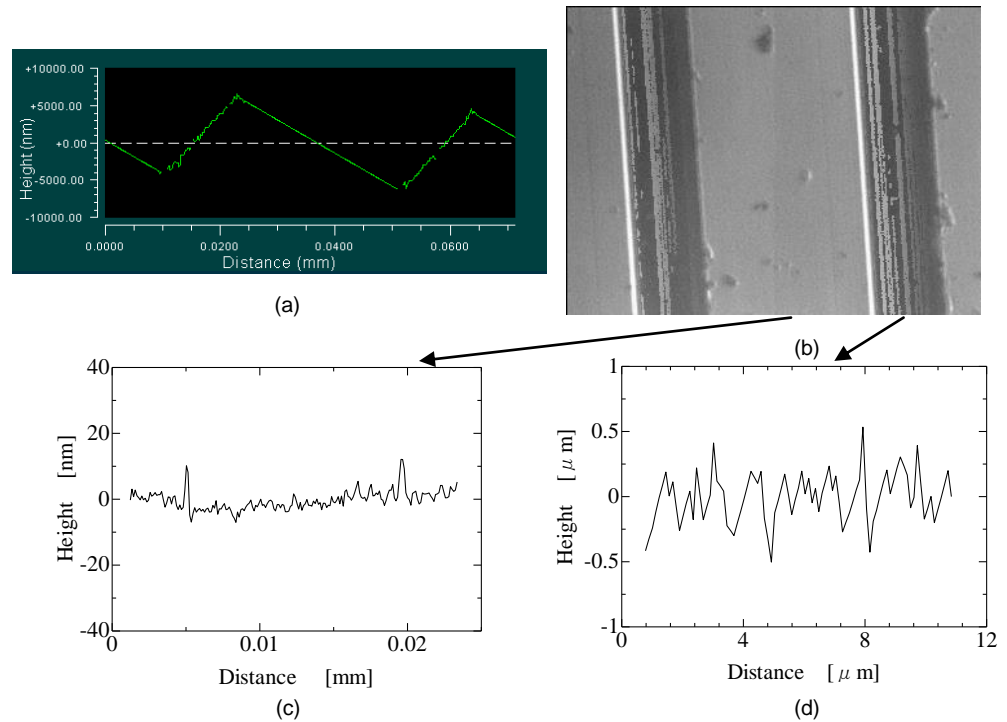 +10000.00
+5000.00
+0.00
-5000.00
-10000.00
Height (nm)
0.0000 0.0200 0.0400 0.0600
Distance (mm)
(a)
(b)
40
20
0
-20
-40
Height [nm]
0 0.01 0.02
Distance [mm]
(c)
1
0.5
0
-0.5
-1
Height [μm]
0 4 8 12
Distance [μm]
(d)